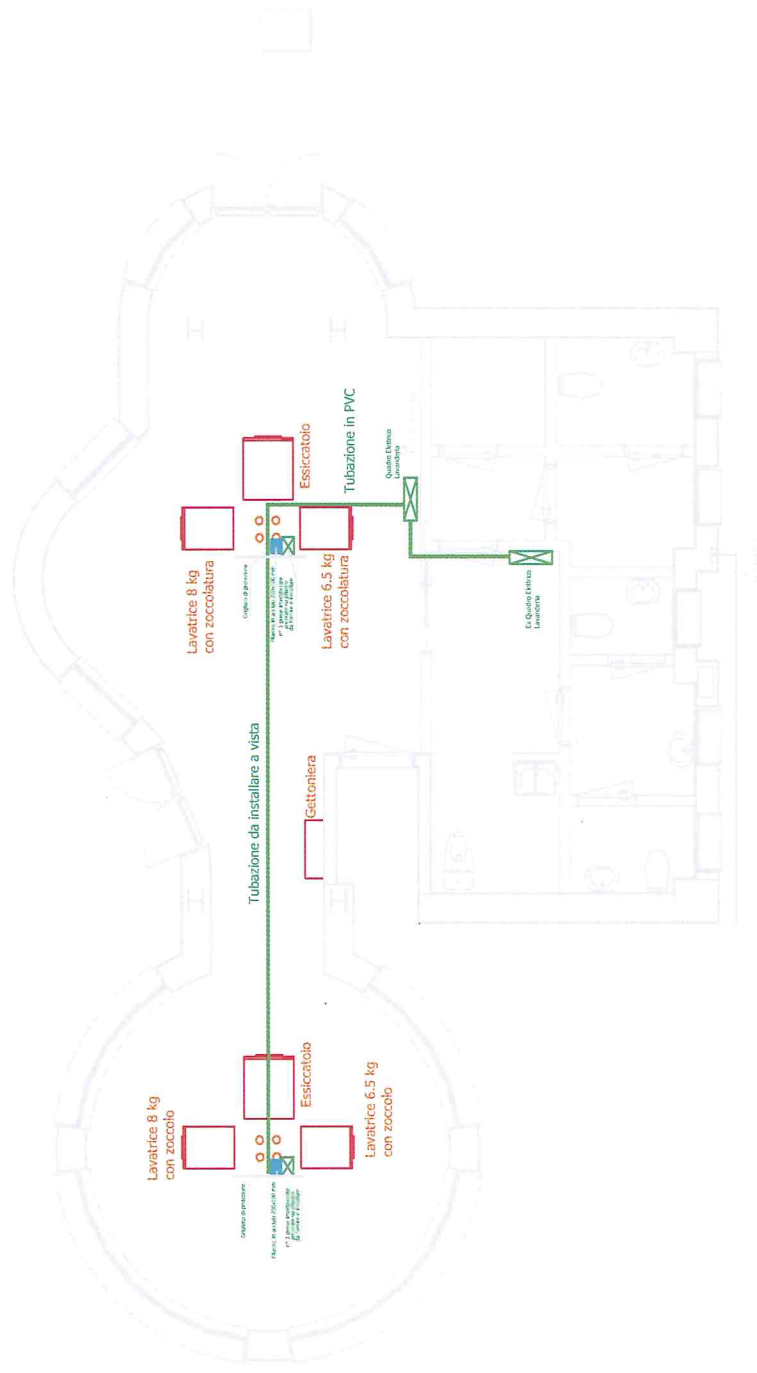 Lavatrice 8 kg
con zoccolo
Essiccatoio
Lavatrice 6.5 kg
con zoccolo
Grigliato di protezione
Tubazione da installare a vista
Gettoniera
Lavatrice 8 kg
con zoccolatura
Essiccatoio
Lavatrice 6.5 kg
con zoccolatura
Grigliato di protezione
Tubazione in PVC
Quadro Elettrico
Lavanderia
Ex Quadro Elettrico
Lavanderia